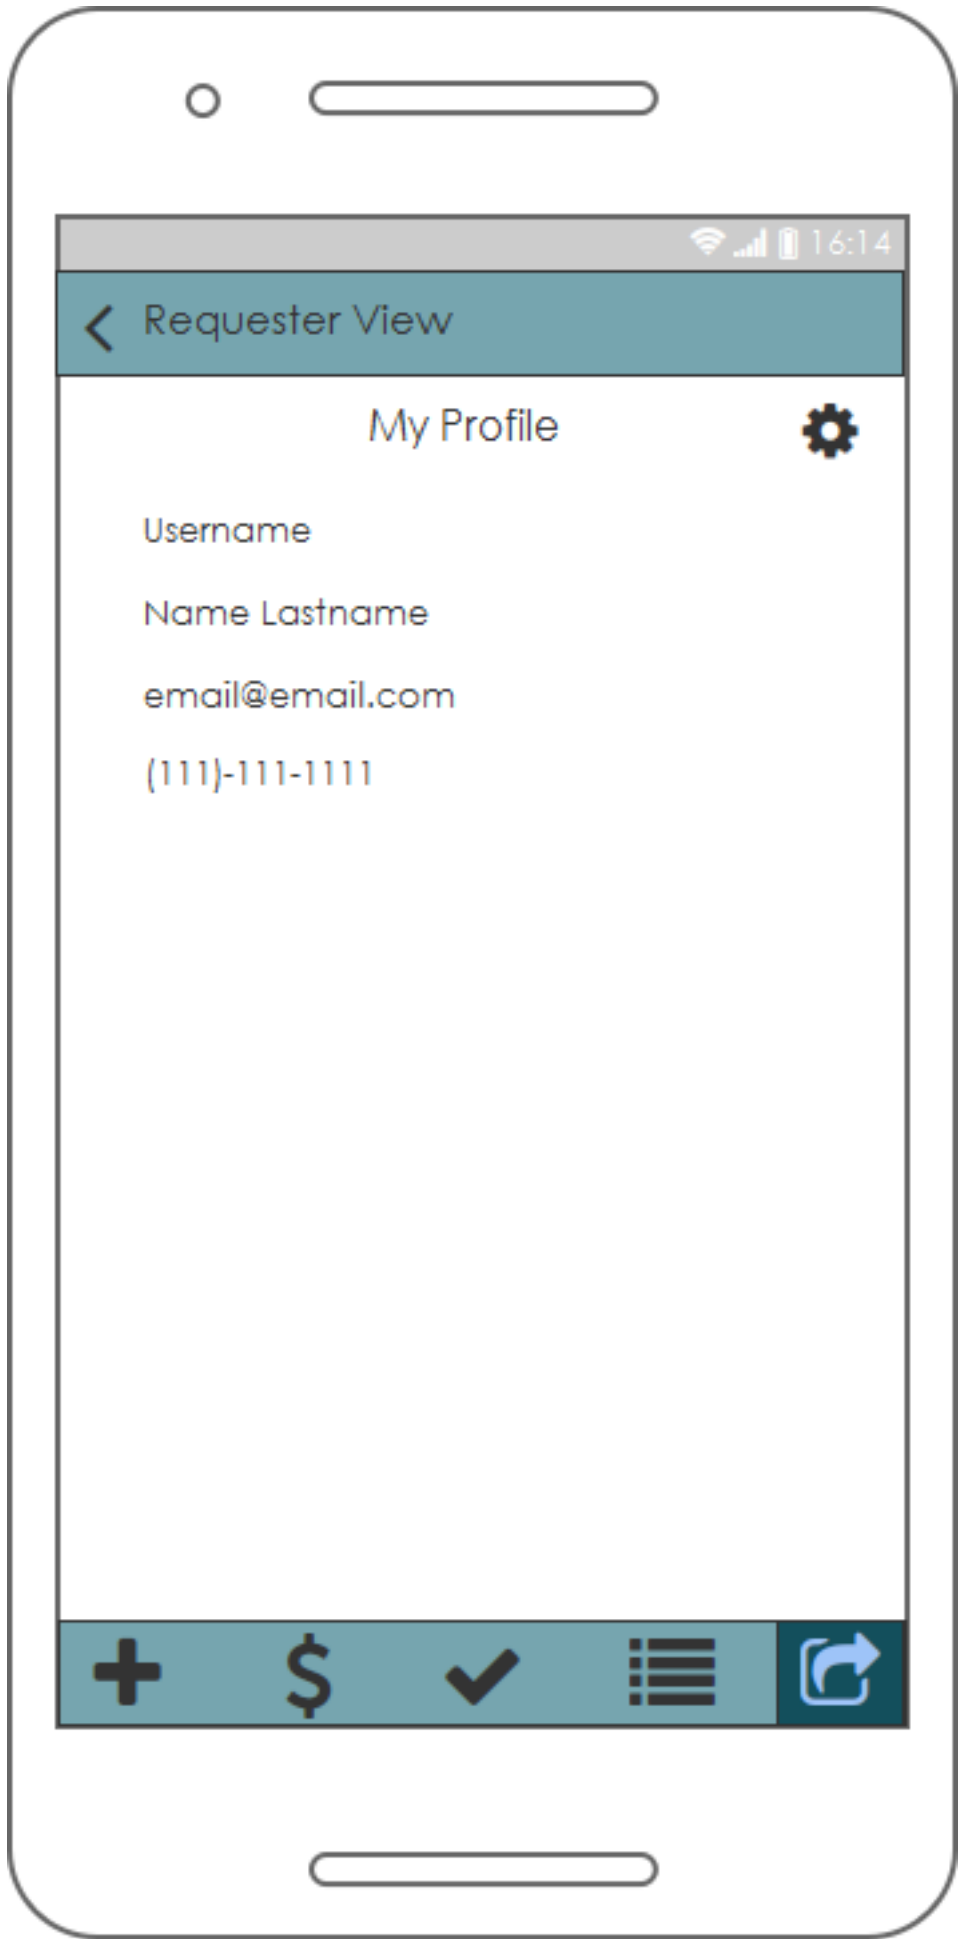 16:14
Requester View
My Profile
Username
Name Lastname
email@email.com
(111)-111-1111
$